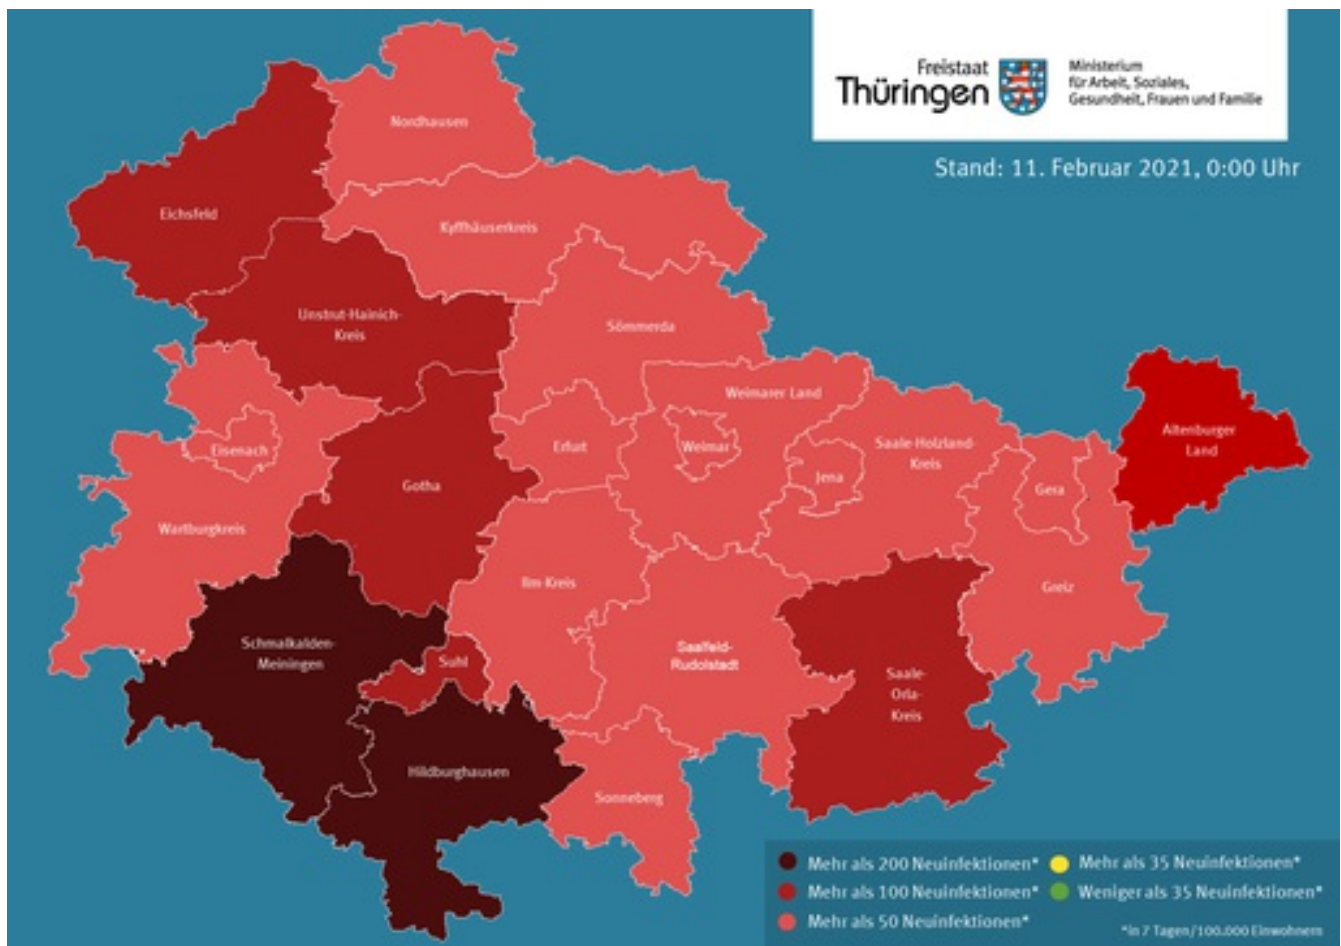 Freistaat
Thüringen
Ministerium
für Arbeit, Soziales,
Gesundheit, Frauen und Familie
Stand: 11. Februar 2021, 0:00 Uhr
Nordhausen
Eichsfeld
Kyffhäuserkreis
Unstrut-Hainich-
Kreis
Sömmerda
Weimarer Land
Altenburger
Land
Eisenach
Erfurt
Weimar
Saale-Holzland-
Kreis
Jena
Gotha
Gera
Wartburgkreis
Ilm-Kreis
Greiz
Schmalkalden-
Meiningen
Suhl
Saalfeld-
Rudolstadt
Saale-
Orla-
Kreis
Hildburghausen
Sonneberg
Mehr als 200 Neuinfektionen*
Mehr als 100 Neuinfektionen*
Mehr als 50 Neuinfektionen*
Mehr als 35 Neuinfektionen*
Weniger als 35 Neuinfektionen*
*in 7 Tagen/100.000 Einwohnern